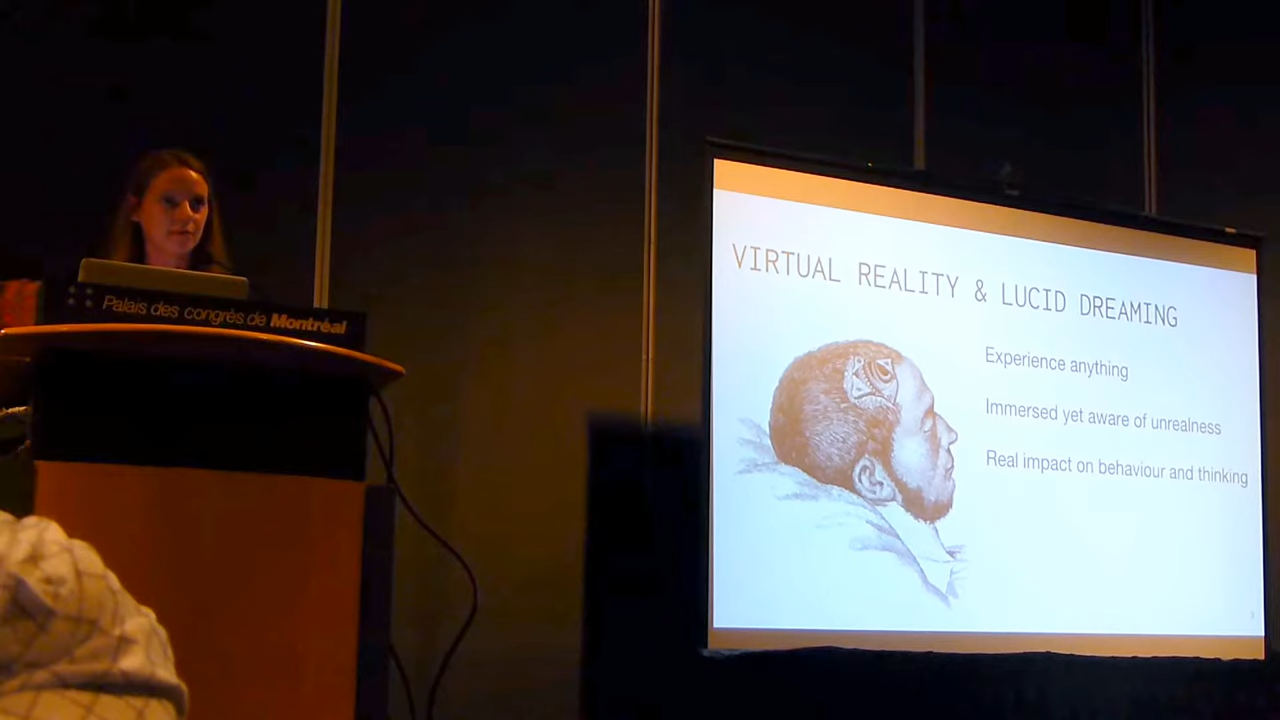 Palais des congrès de Montréal
VIRTUAL REALITY & LUCID DREAMING
Experience anything
Immersed yet aware of unrealness
Real impact on behaviour and thinking